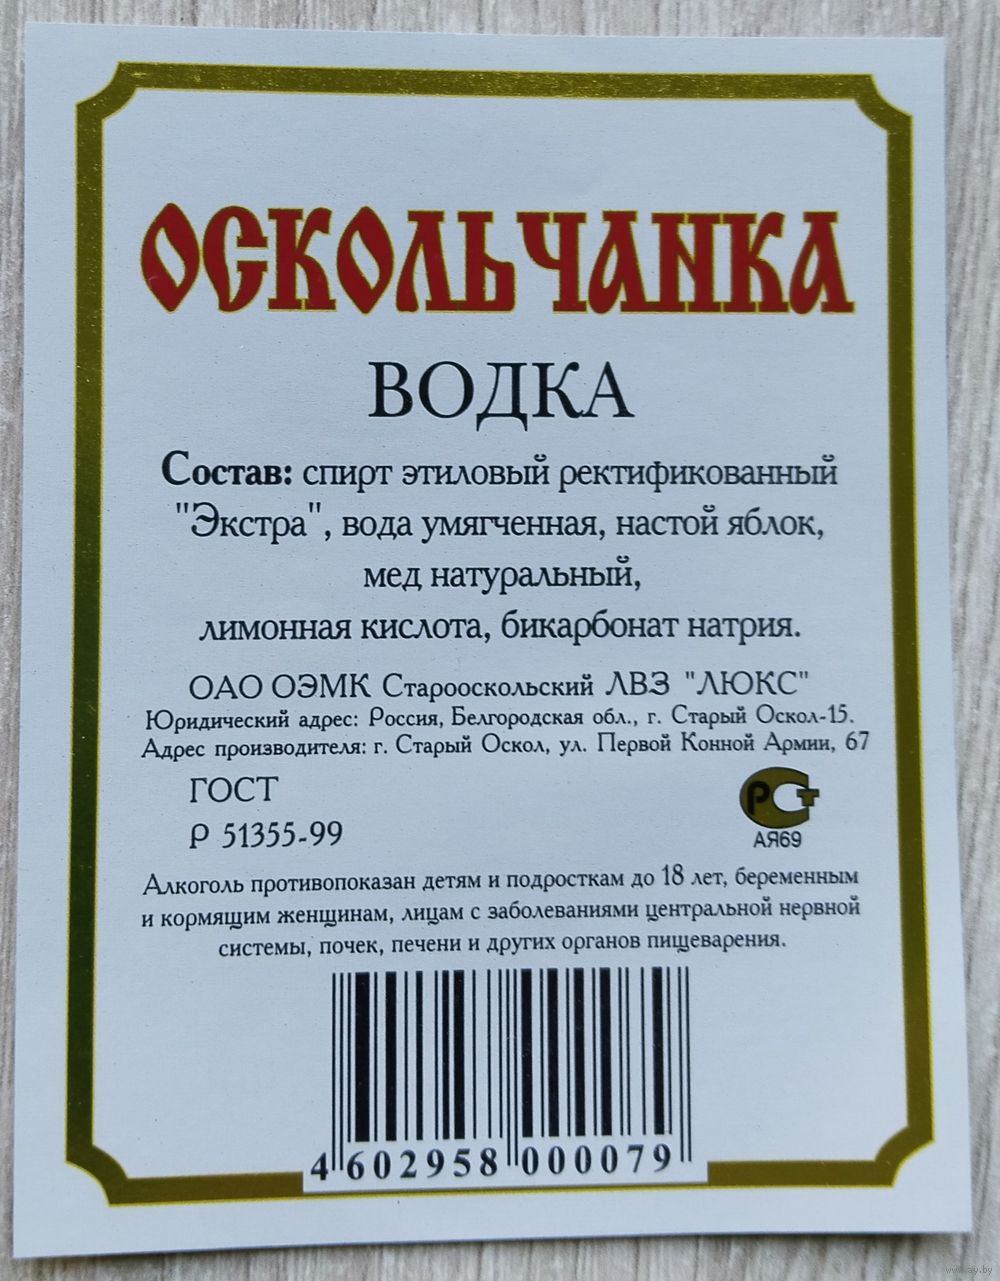 ОСКОЛЬЧАНКА
ВОДКА
Состав: спирт этиловый ректификованный
"Экстра", вода умягченная, настой яблок,
мед натуральный,
лимонная кислота, бикарбонат натрия.
ОАО ОЭМК Старооскольский ЛВЗ "ЛЮКС"
Юридический адрес: Россия, Белгородская обл., г. Старый Оскол-15.
Адрес производителя: г. Старый Оскол, ул. Первой Конной Армии, 67
ГОСТ
Р 51355-99
РСТ
АЯ69
Алкоголь противопоказан детям и подросткам до 18 лет, беременным
и кормящим женщинам, лицам с заболеваниями центральной нервной
системы, почек, печени и других органов пищеварения.
4 602958 000079
www.ay.by